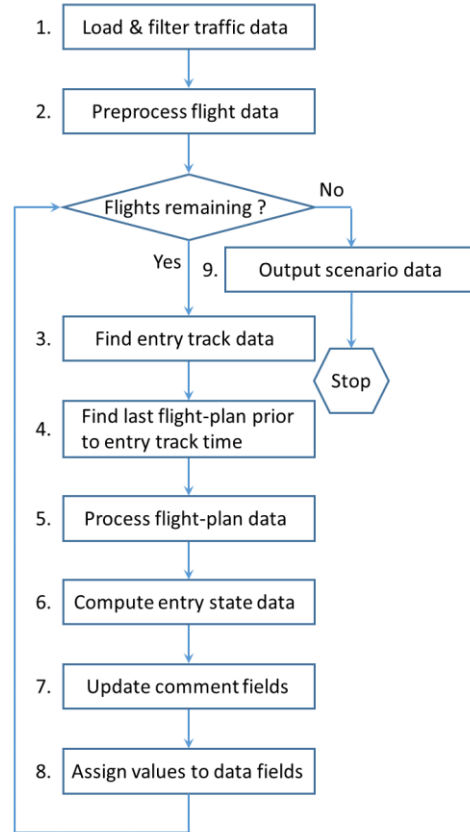 1. Load & filter traffic data
2. Preprocess flight data
Flights remaining ?
No
Yes
9. Output scenario data
3. Find entry track data
Stop
4. Find last flight-plan prior
to entry track time
5. Process flight-plan data
6. Compute entry state data
7. Update comment fields
8. Assign values to data fields